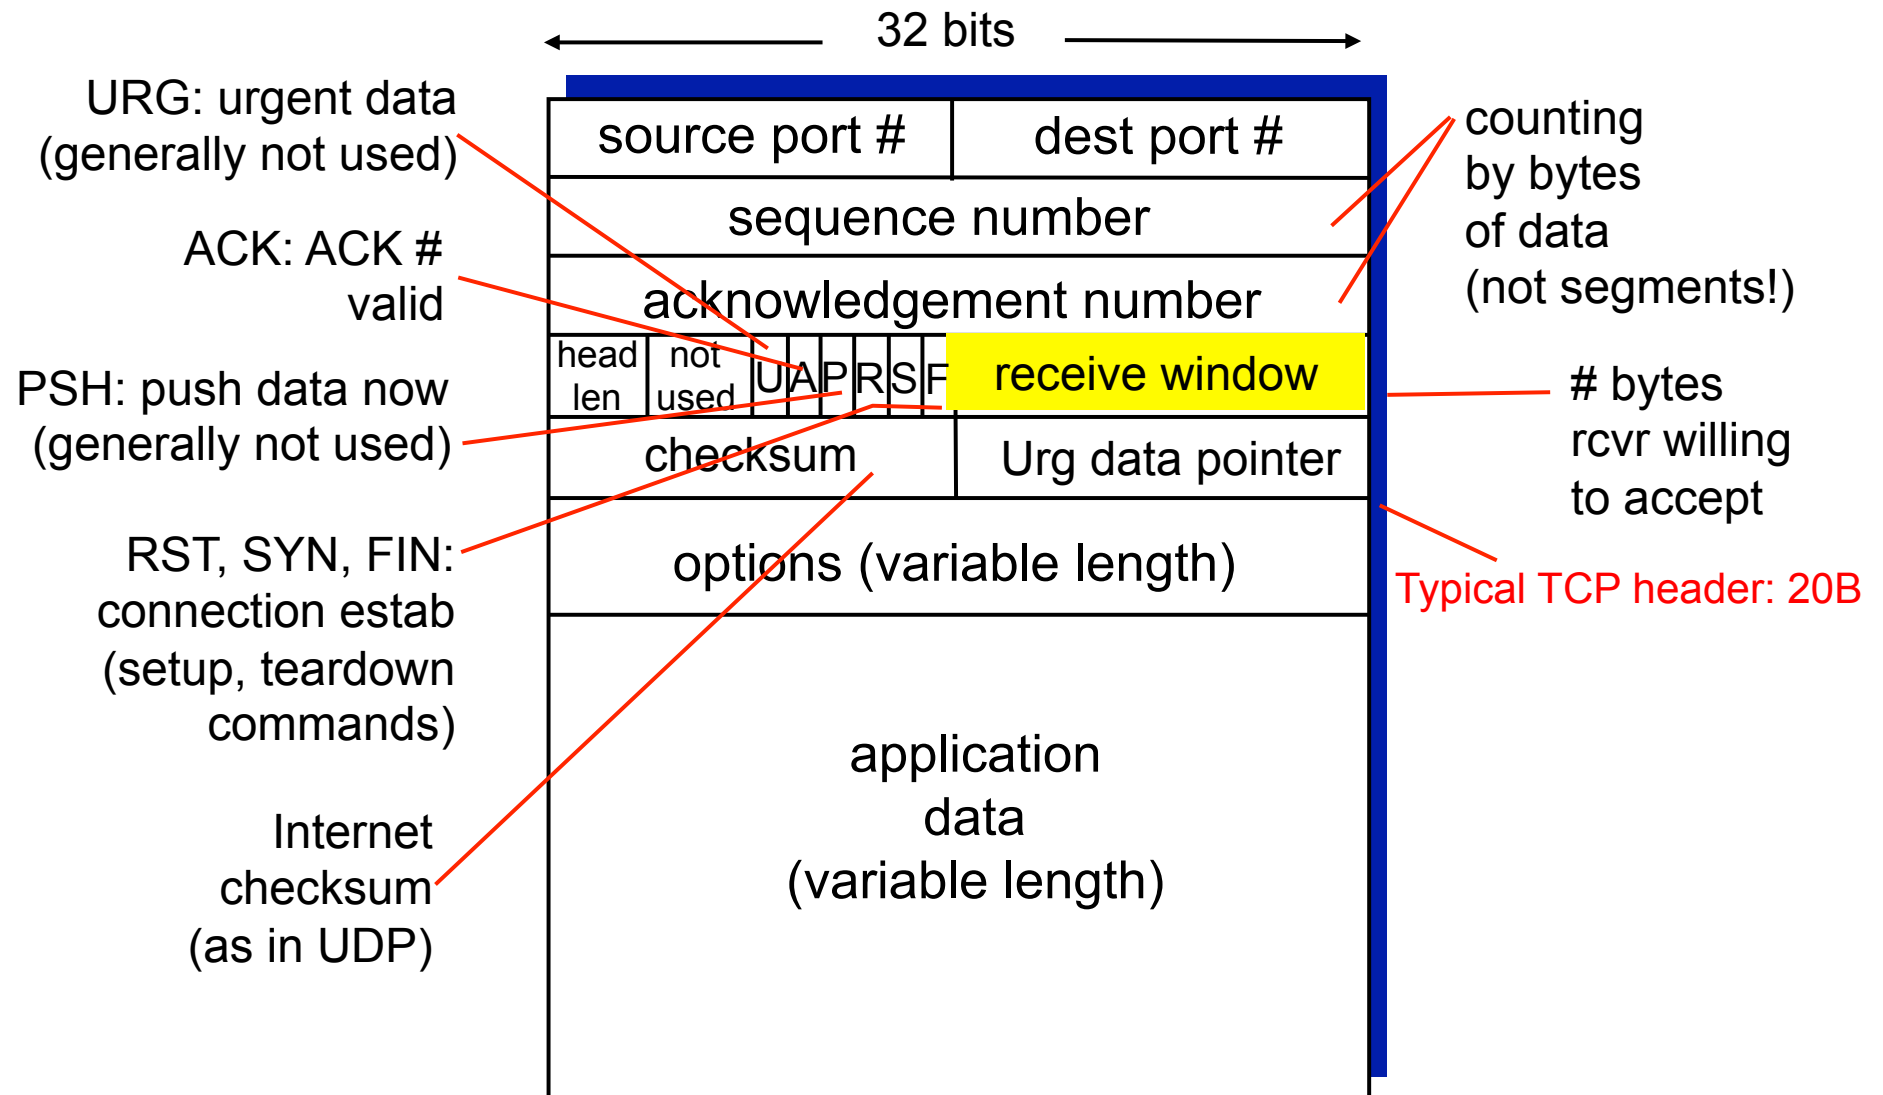 32 bits
URG: urgent data
(generally not used)
ACK: ACK #
valid
PSH: push data now
(generally not used)
RST, SYN, FIN:
connection estab
(setup, teardown
commands)
Internet
checksum
(as in UDP)
source port # dest port #
sequence number
acknowledgement number
head not
len used U A P R S F receive window
checksum Urg data pointer
options (variable length)
application
data
(variable length)
counting
by bytes
of data
(not segments!)
# bytes
rcvr willing
to accept
Typical TCP header: 20B